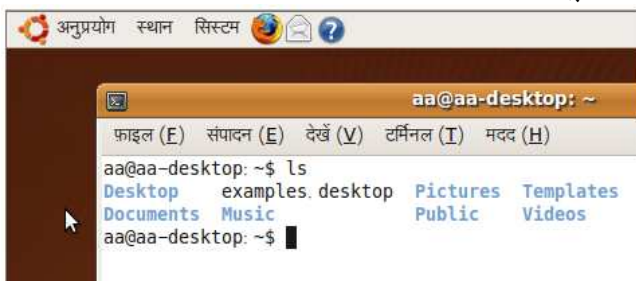 अनुप्रयोग स्थान सिस्टम
aa@aa-desktop: ~
फ़ाइल (F) संपादन (E) देखें (V) टर्मिनल (T) मदद (H)
aa@aa-desktop:~$ ls
Desktop examples.desktop Pictures Templates
Documents Music Public Videos
aa@aa-desktop:~$